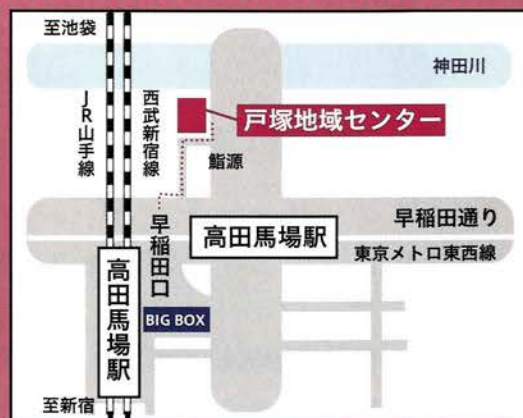 至池袋
神田川
JR山手線
西武新宿線
戸塚地域センター
鮨源
早稲田口
早稲田通り
高田馬場駅
東京メトロ東西線
高田馬場駅
BIG BOX
至新宿